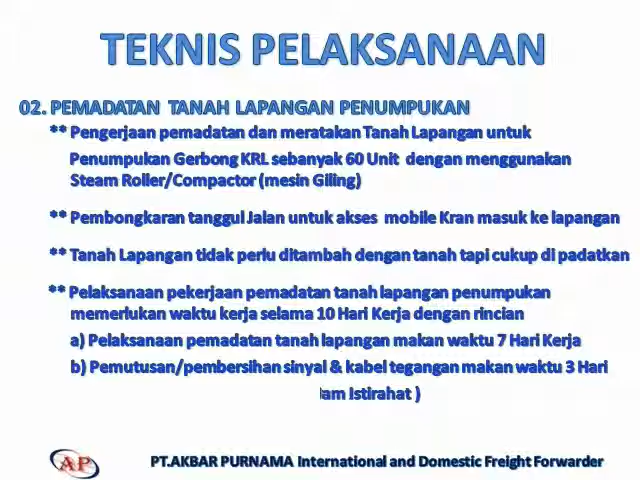 TEKNIS PELAKSANAAN
02. PEMADATAN TANAH LAPANGAN PENUMPUKAN
** Pengerjaan pemadatan dan meratakan Tanah Lapangan untuk
Penumpukan Gerbong KRL sebanyak 60 Unit dengan menggunakan
Steam Roller/Compactor (mesin Giling)
** Pembongkaran tanggul Jalan untuk akses mobile Kran masuk ke lapangan
** Tanah Lapangan tidak perlu ditambah dengan tanah tapi cukup di padatkan
** Pelaksanaan pekerjaan pemadatan tanah lapangan penumpukan
memerlukan waktu kerja selama 10 Hari Kerja dengan rincian
a) Pelaksanaan pemadatan tanah lapangan makan waktu 7 Hari Kerja
b) Pemutusan/pembersihan sinyal & kabel tegangan makan waktu 3 Hari
am Istirahat )
AP
PT.AKBAR PURNAMA International and Domestic Freight Forwarder